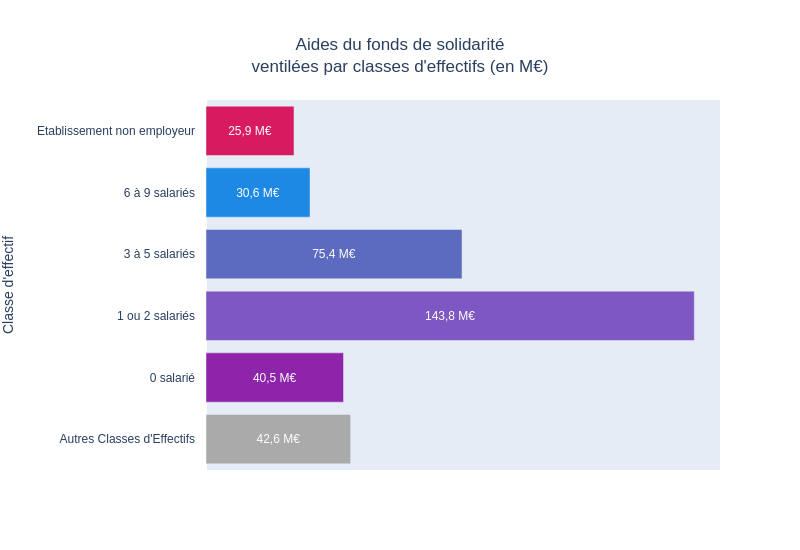 Aides du fonds de solidarité
ventilées par classes d'effectifs (en M€)
Classe d'effectif
Etablissement non employeur
25,9 M€
6 à 9 salariés
30,6 M€
3 à 5 salariés
75,4 M€
1 ou 2 salariés
143,8 M€
0 salarié
40,5 M€
Autres Classes d'Effectifs
42,6 M€